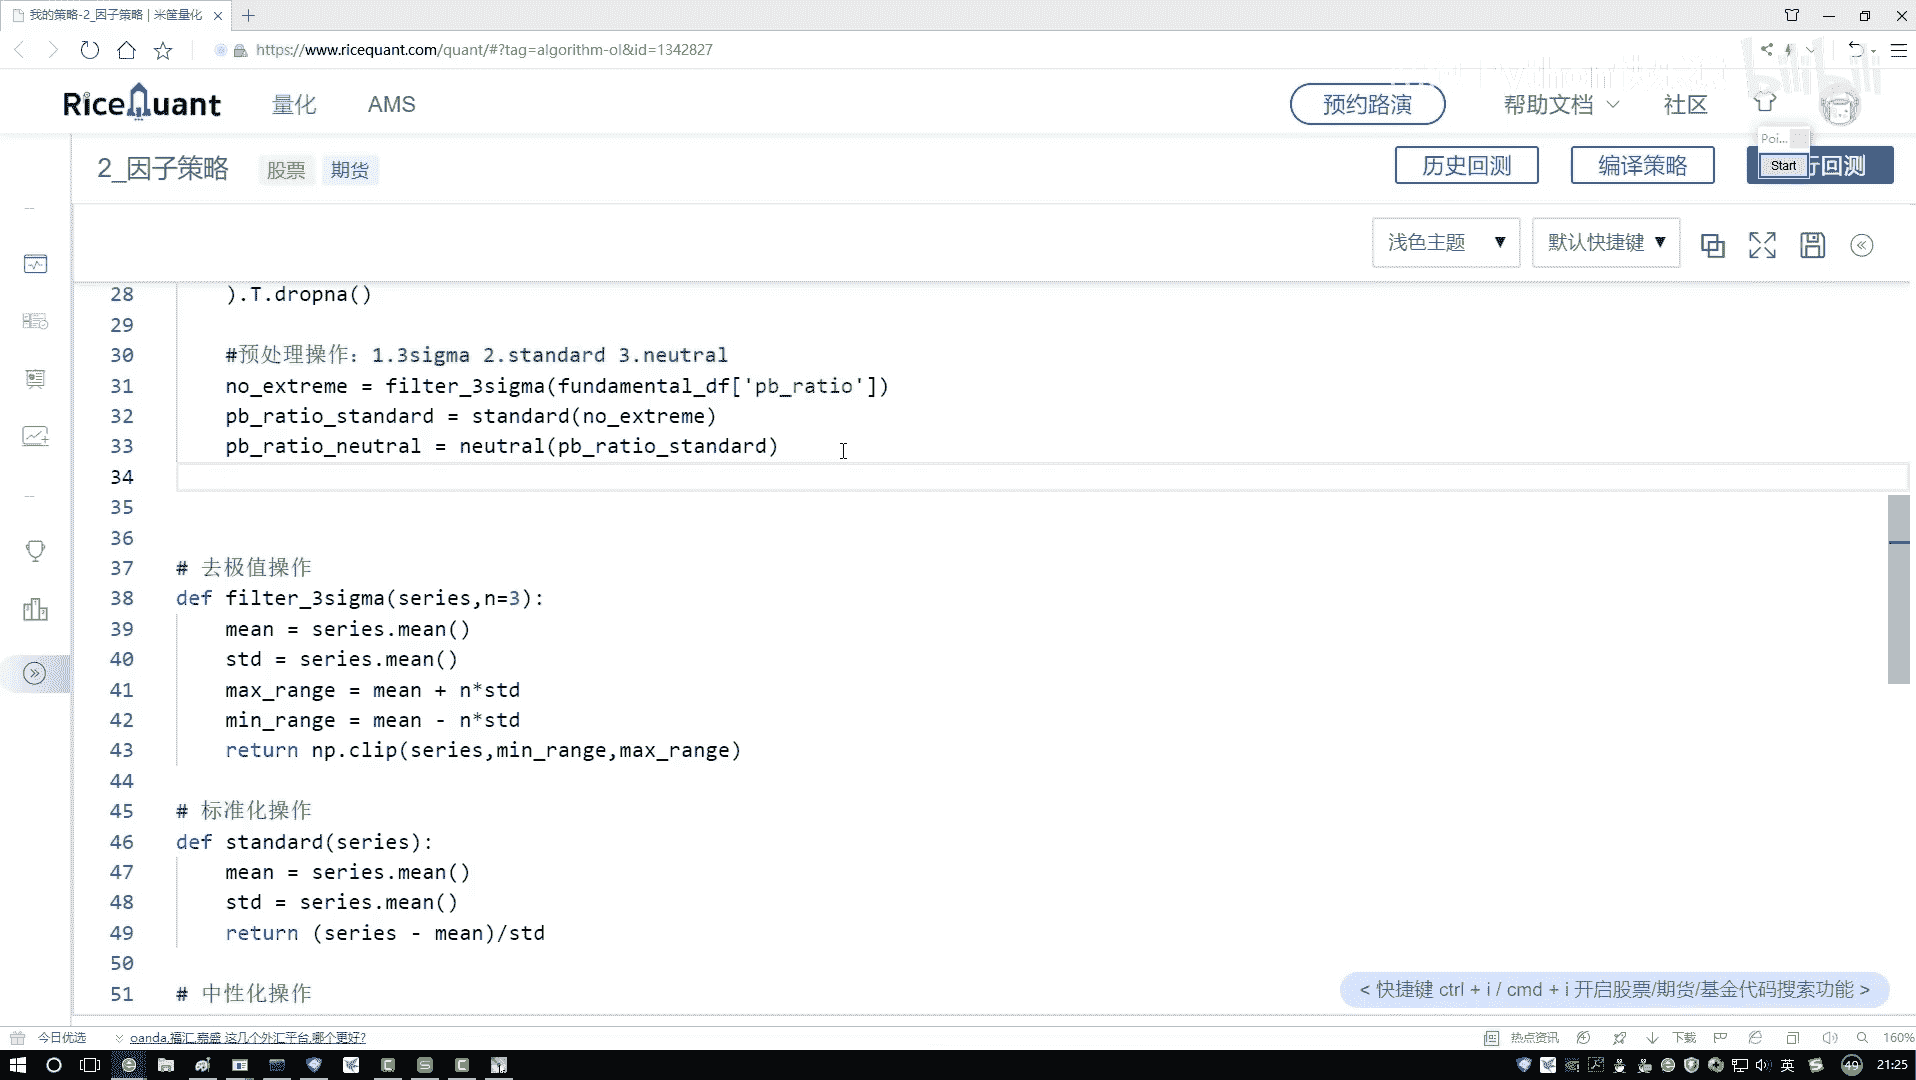 我的策略-2_因子策略 | 米筐量化
https://www.ricequant.com/quant/#?tag=algorithm-ol&id=1342827
bilibili
RiceQuant 量化 AMS 预约路演 帮助文档 社区
Poi...
2_因子策略 股票 期货 历史回测 编译策略 Start 行回测
浅色主题 ▼ 默认快捷键 ▼
28 ).T.dropna()
29
30 #预处理操作：1.3sigma 2.standard 3.neutral
31 no_extreme = filter_3sigma(fundamental_df['pb_ratio'])
32 pb_ratio_standard = standard(no_extreme)
33 pb_ratio_neutral = neutral(pb_ratio_standard)
34
35
36
37 # 去极值操作
38 def filter_3sigma(series,n=3):
39 mean = series.mean()
40 std = series.mean()
41 max_range = mean + n*std
42 min_range = mean - n*std
43 return np.clip(series,min_range,max_range)
44
45 # 标准化操作
46 def standard(series):
47 mean = series.mean()
48 std = series.mean()
49 return (series - mean)/std
50
51 # 中性化操作
< 快捷键 ctrl + i / cmd + i 开启股票/期货/基金代码搜索功能 >
今日优选 oanda,福汇,嘉盛 这几个外汇平台,哪个更好? 热点资讯 下载 160%
英 49 21:25